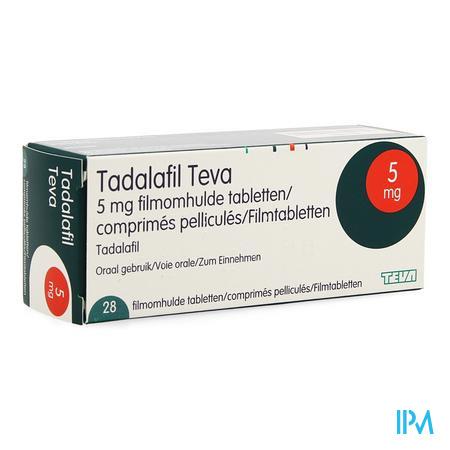 Tadalafil Teva
5 mg filmomhulde tabletten/
comprimés pelliculés/Filmtabletten
Tadalafil
Oraal gebruik/Voie orale/Zum Einnehmen
28 filmomhulde tabletten/comprimés pelliculés/Filmtabletten
5
mg
TEVA
Tadalafil
Teva
5
mg
IPM